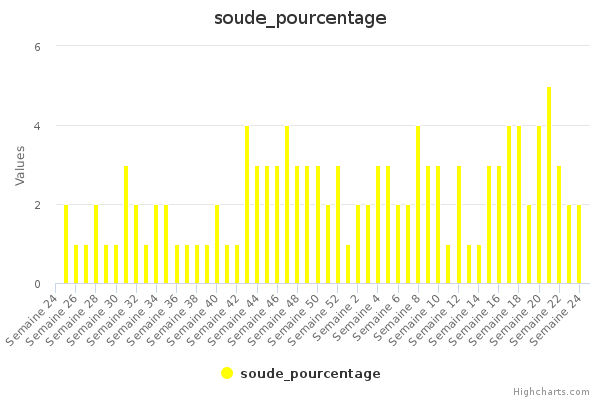 soude_pourcentage
Values
6
4
2
0
Semaine 24
Semaine 26
Semaine 28
Semaine 30
Semaine 32
Semaine 34
Semaine 36
Semaine 38
Semaine 40
Semaine 42
Semaine 44
Semaine 46
Semaine 48
Semaine 50
Semaine 52
Semaine 2
Semaine 4
Semaine 6
Semaine 8
Semaine 10
Semaine 12
Semaine 14
Semaine 16
Semaine 18
Semaine 20
Semaine 22
Semaine 24
soude_pourcentage
Highcharts.com